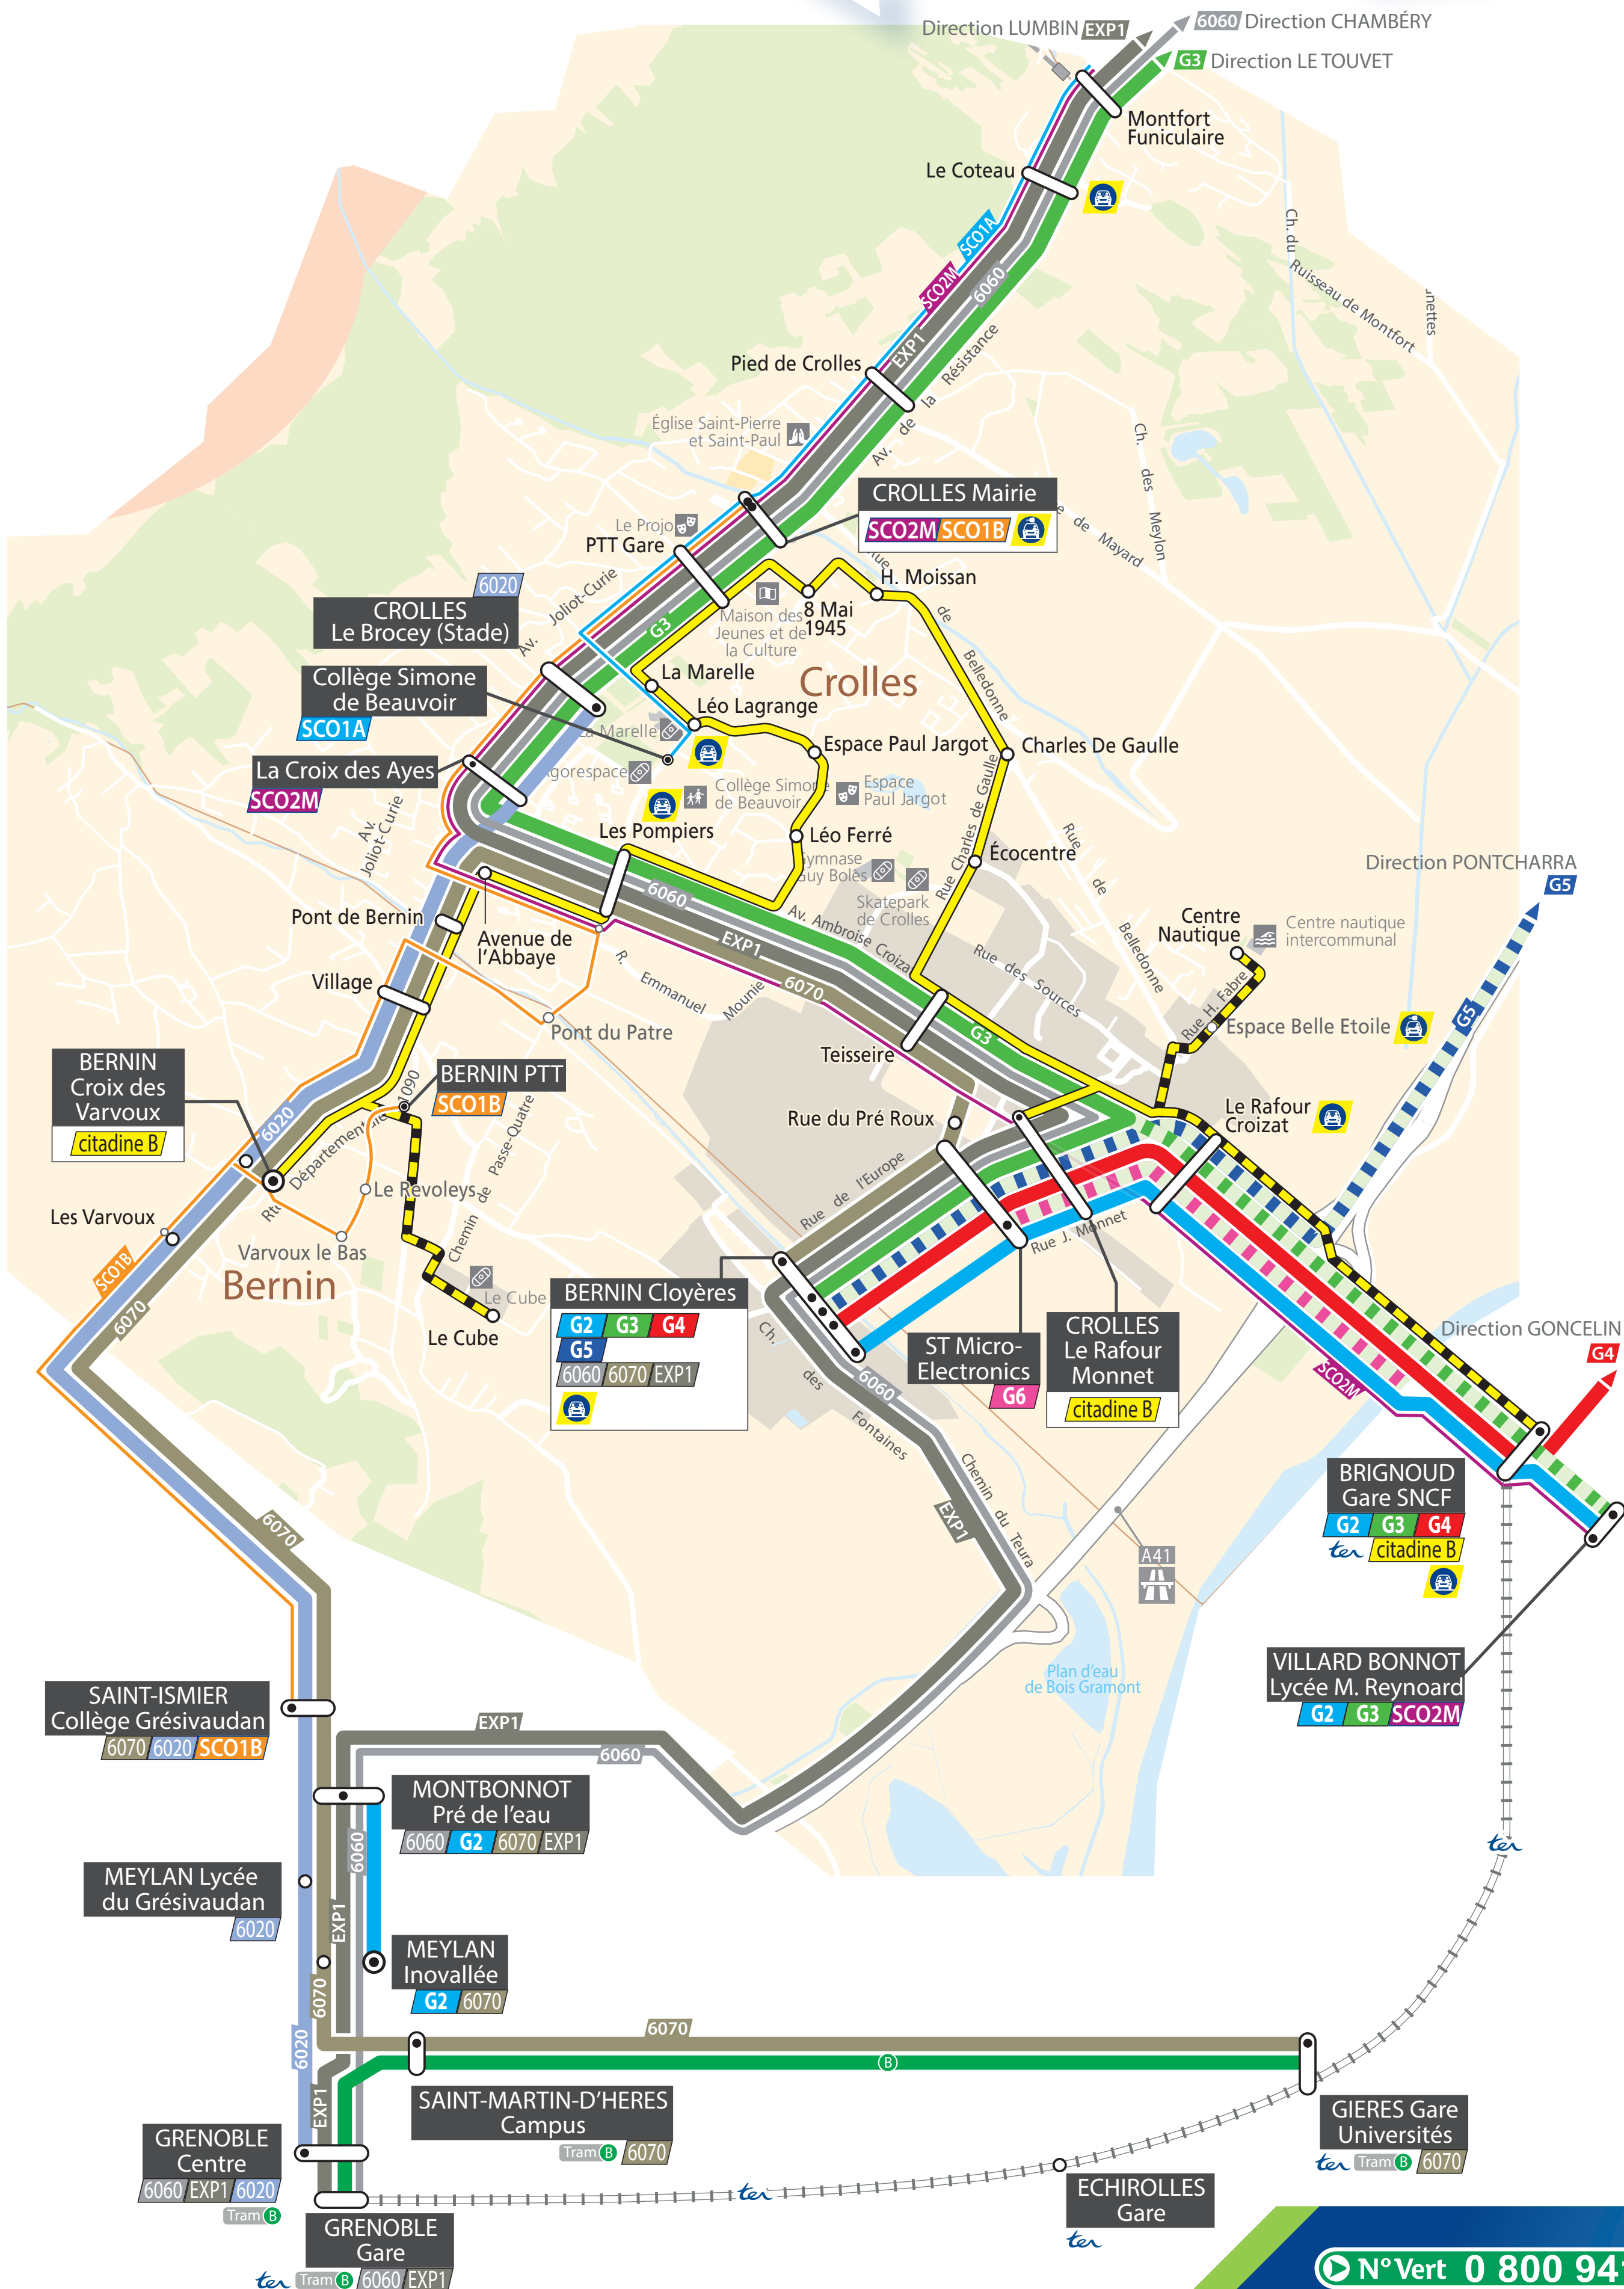 Direction LUMBIN EXP1
6060 Direction CHAMBÉRY
G3 Direction LE TOUVET
Montfort
Funiculaire
Le Coteau
SCO1A
SCO2M
6060
EXP1
Ch. du
Ruisseau de Montfort
Pied de Crolles
Av. de la Résistance
Église Saint-Pierre
et Saint-Paul
Ch. des Meylon
CROLLES Mairie
SCO2M SCO1B
de Mayard
Le Projo
PTT Gare
Rue
de
Belledonne
H. Moissan
8 Mai
1945
Maison des
Jeunes et de
la Culture
6020
CROLLES
Le Brocey (Stade)
Av. Joliot-Curie
G3
Crolles
La Marelle
Collège Simone
de Beauvoir
SCO1A
Léo Lagrange
La Marelle
Espace Paul Jargot
Charles De Gaulle
La Croix des Ayes
SCO2M
gorespace
Collège Simone
de Beauvoir
Espace
Paul Jargot
Av.
Joliot-Curie
Les Pompiers
Léo Ferré
Gymnase
Guy Bolès
Rue Charles de Gaulle
Écocentre
Rue de Belledonne
Skatepark
de Crolles
Direction PONTCHARRA
G5
6060
EXP1
6070
Av. Ambroise Croiza
Pont de Bernin
Avenue de
l'Abbaye
Centre
Nautique
Centre nautique
intercommunal
Village
R. Emmanuel Mounie
Rue des Sources
Rue H. Fabre
Espace Belle Etoile
G5
Pont du Patre
G3
Teisseire
BERNIN
Croix des
Varvoux
citadine B
BERNIN PTT
SCO1B
1090
6020
Départementale
Rte
Chemin de Passe-Quatre
Rue du Pré Roux
Le Rafour
Croizat
Le Revoleys
Les Varvoux
Varvoux le Bas
Rue de l'Europe
Rue J. Monnet
SCO1B
Bernin
6070
Le Cube
Le Cube
BERNIN Cloyères
G2 G3 G4
G5
6060 6070 EXP1
ST Micro-
Electronics
G6
CROLLES
Le Rafour
Monnet
citadine B
Direction GONCELIN
G4
SCO2M
Ch. des Fontaines
6060
Chemin du Teura
EXP1
BRIGNOUD
Gare SNCF
G2 G3 G4
ter citadine B
6070
A41
Plan d'eau
de Bois Gramont
VILLARD BONNOT
Lycée M. Reynoard
G2 G3 SCO2M
SAINT-ISMIER
Collège Grésivaudan
6070 6020 SCO1B
EXP1
6060
MONTBONNOT
Pré de l'eau
6060 G2 6070 EXP1
6060
ter
MEYLAN Lycée
du Grésivaudan
6020
EXP1
MEYLAN
Inovallée
G2 6070
6070
6020
6070
B
EXP1
SAINT-MARTIN-D'HERES
Campus
Tram B 6070
GIERES Gare
Universités
ter Tram B 6070
GRENOBLE
Centre
6060 EXP1 6020
Tram B
ter
ECHIROLLES
Gare
ter
GRENOBLE
Gare
ter Tram B 6060 EXP1
N° Vert 0 800 94